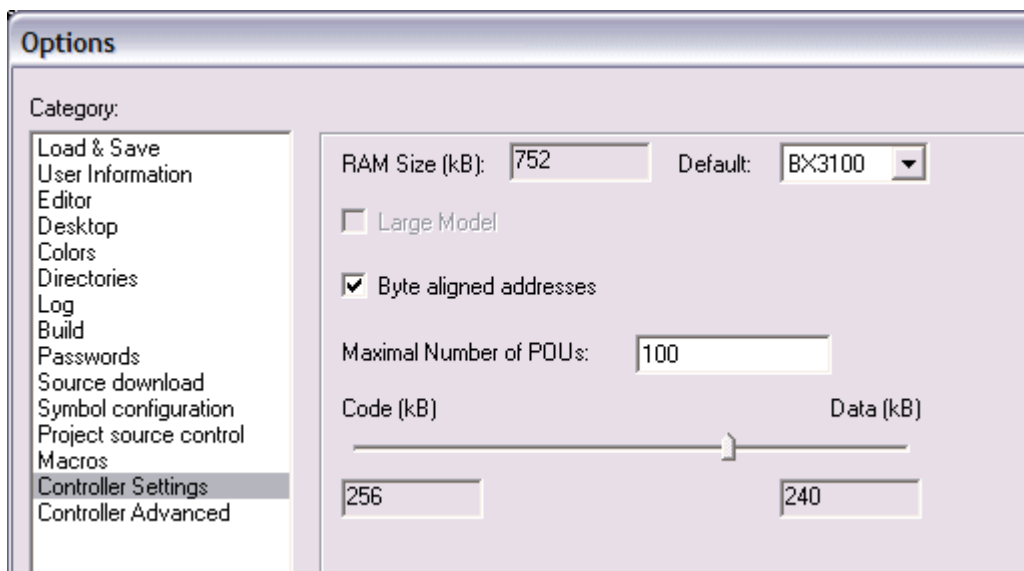 Options
Category:
Load & Save
User Information
Editor
Desktop
Colors
Directories
Log
Build
Passwords
Source download
Symbol configuration
Project source control
Macros
Controller Settings
Controller Advanced
RAM Size (kB): 752 Default: BX3100
Large Model
Byte aligned addresses
Maximal Number of POUs: 100
Code (kB) Data (kB)
256 240